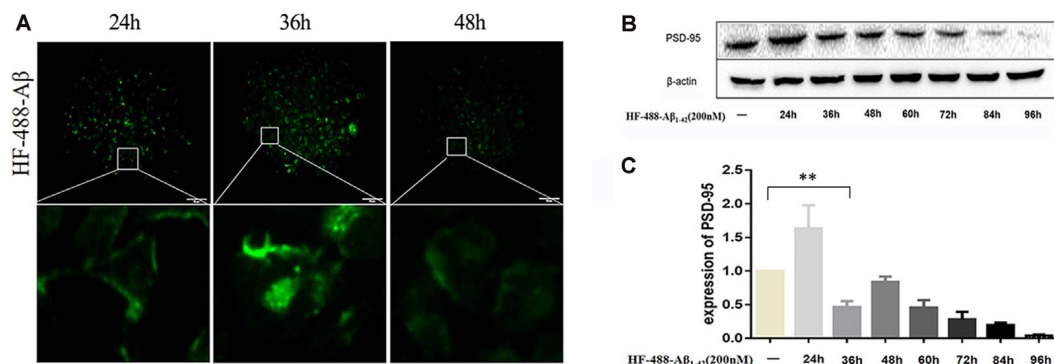 A
24h 36h 48h
HF-488-Aβ
B
PSD-95
β-actin
HF-488-Aβ1-42(200nM) — 24h 36h 48h 60h 72h 84h 96h
C
**
expression of PSD-95
2.5
2.0
1.5
1.0
0.5
0.0
HF-488-Aβ1-42(200nM) — 24h 36h 48h 60h 72h 84h 96h